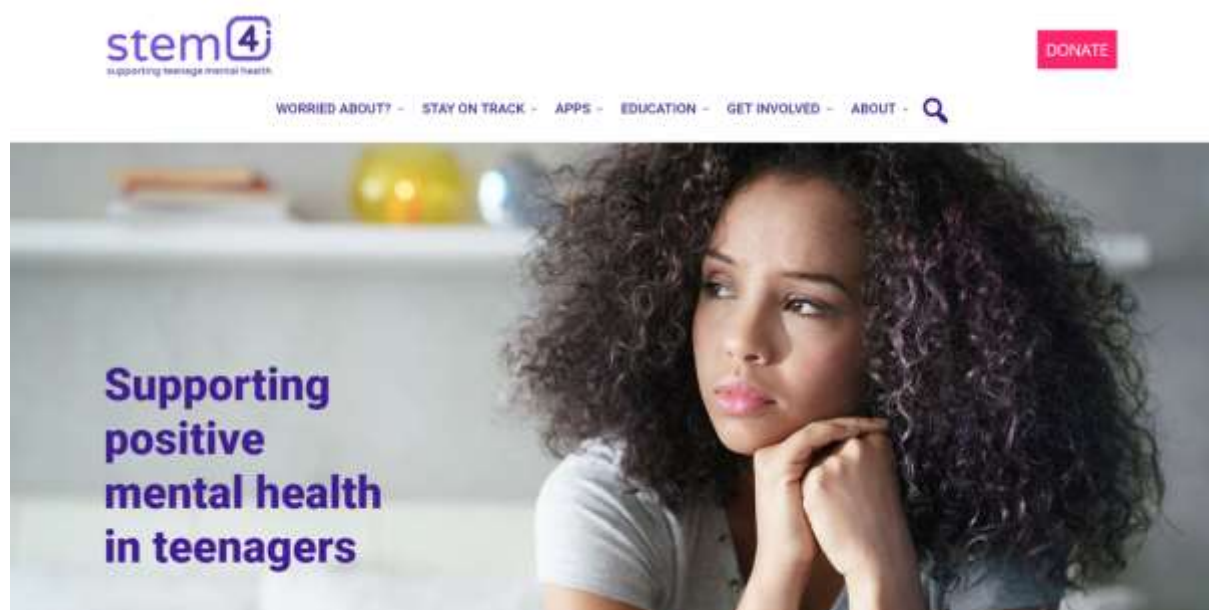 stem4
supporting teenage mental health
DONATE
WORRIED ABOUT? STAY ON TRACK APPS EDUCATION GET INVOLVED ABOUT
Supporting
positive
mental health
in teenagers